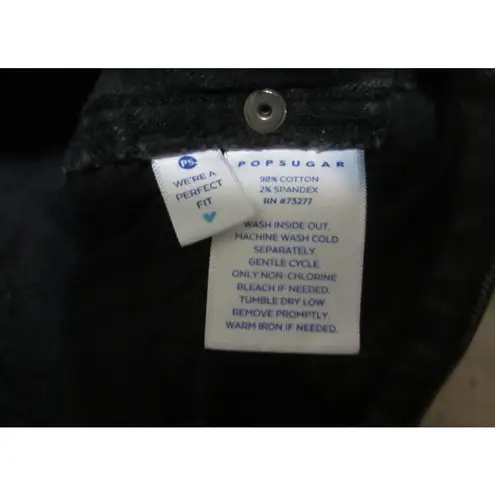 PS.
WE'RE A
PERFECT
FIT
POPSUGAR
98% COTTON
2% SPANDEX
RN #73277
WASH INSIDE OUT,
MACHINE WASH COLD
SEPARATELY,
GENTLE CYCLE.
ONLY NON-CHLORINE
BLEACH IF NEEDED.
TUMBLE DRY LOW
REMOVE PROMPTLY.
WARM IRON IF NEEDED.